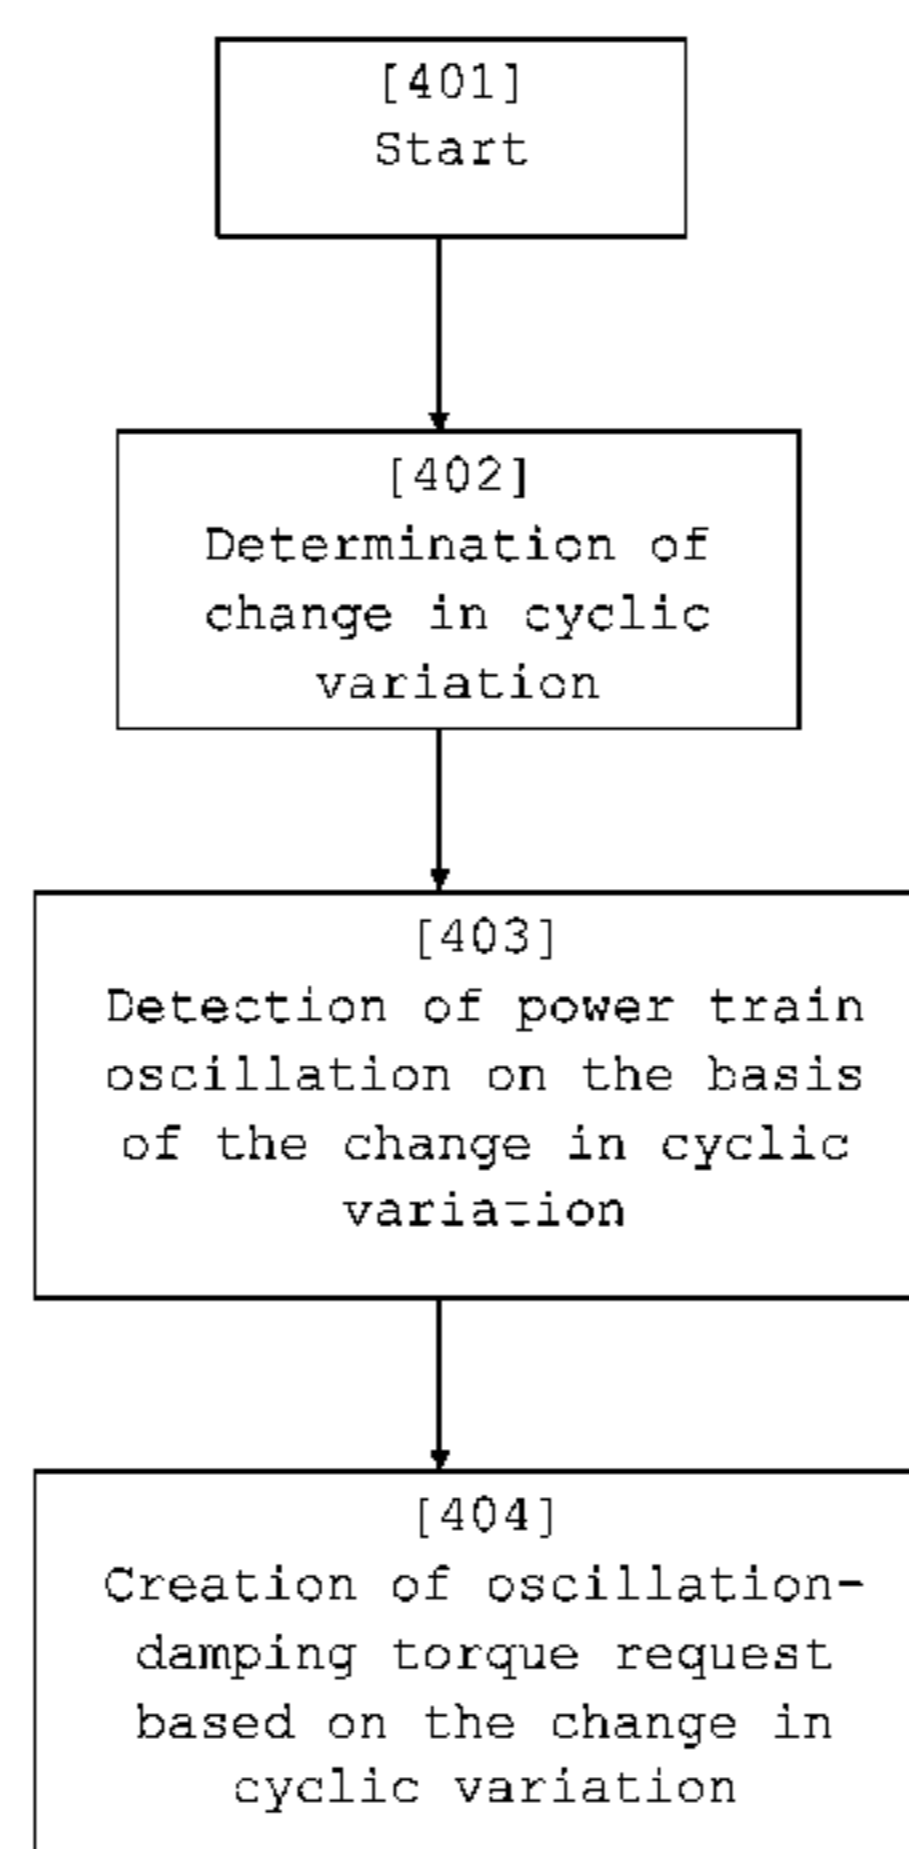 [401]
Start
[402]
Determination of
change in cyclic
variation
[403]
Detection of power train
oscillation on the basis
of the change in cyclic
variation
[404]
Creation of oscillation-
damping torque request
based on the change in
cyclic variation